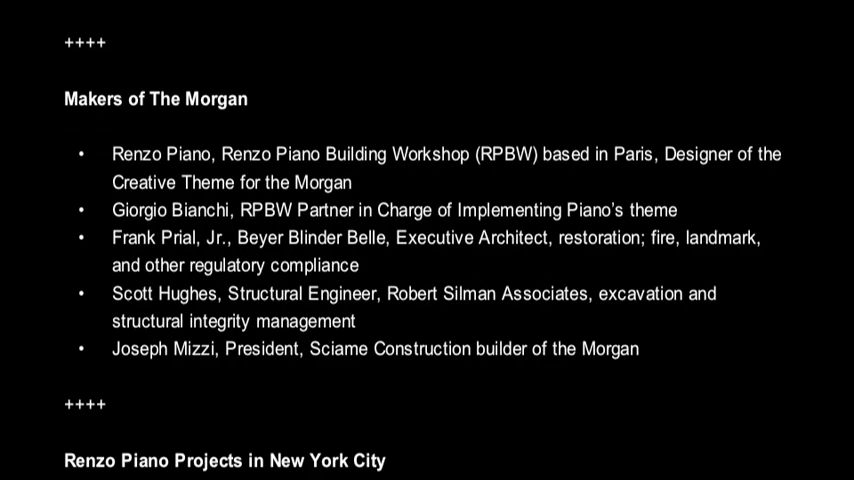 ++++
Makers of The Morgan
• Renzo Piano, Renzo Piano Building Workshop (RPBW) based in Paris, Designer of the
Creative Theme for the Morgan
• Giorgio Bianchi, RPBW Partner in Charge of Implementing Piano’s theme
• Frank Prial, Jr., Beyer Blinder Belle, Executive Architect, restoration; fire, landmark,
and other regulatory compliance
• Scott Hughes, Structural Engineer, Robert Silman Associates, excavation and
structural integrity management
• Joseph Mizzi, President, Sciame Construction builder of the Morgan
++++
Renzo Piano Projects in New York City